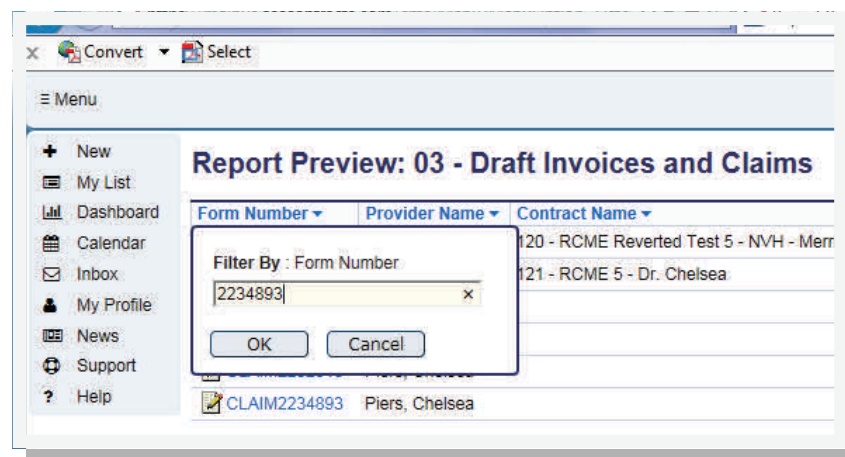 Convert Select
≡ Menu
New
My List
Dashboard
Calendar
Inbox
My Profile
News
Support
? Help
Report Preview: 03 - Draft Invoices and Claims
Form Number Provider Name Contract Name
120 - RCME Reverted Test 5 - NVH - Merr
121 - RCME 5 - Dr. Chelsea
Filter By : Form Number
2234893 ×
OK Cancel
CLAIM2234893 Piers, Chelsea